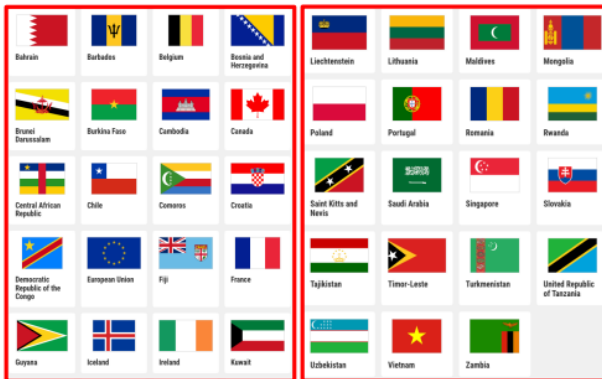 Bahrain
Barbados
Belgium
Bosnia and
Herzegovina
Brunei
Darussalam
Burkina Faso
Cambodia
Canada
Central African
Republic
Chile
Comoros
Croatia
Democratic
Republic of the
Congo
European Union
Fiji
France
Guyana
Iceland
Ireland
Kuwait
Liechtenstein
Lithuania
Maldives
Mongolia
Poland
Portugal
Romania
Rwanda
Saint Kitts and
Nevis
Saudi Arabia
Singapore
Slovakia
Tajikistan
Timor-Leste
Turkmenistan
United Republic
of Tanzania
Uzbekistan
Vietnam
Zambia